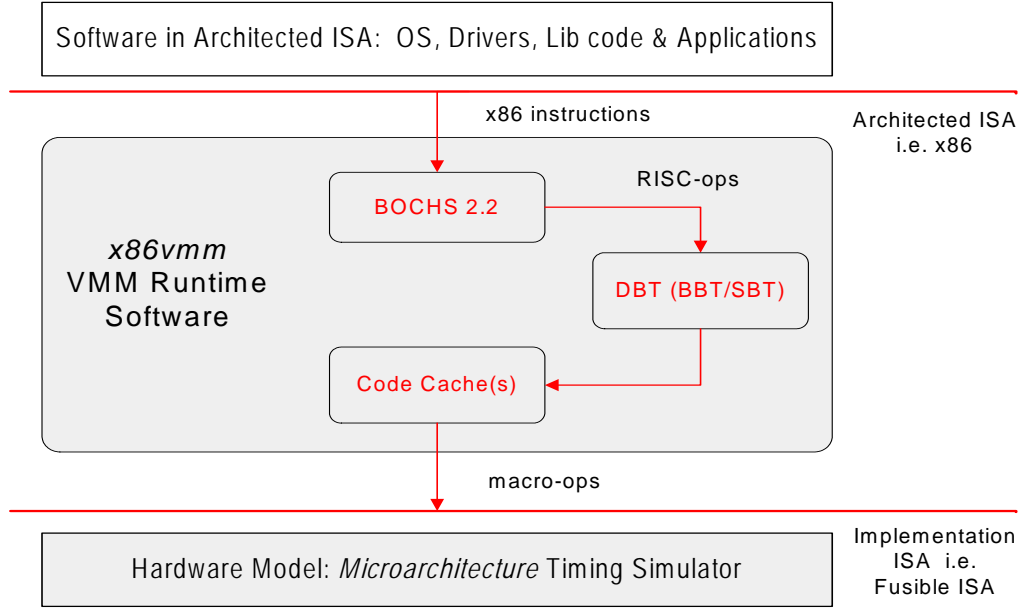 Software in Architected ISA: OS, Drivers, Lib code & Applications
x86 instructions
Architected ISA
i.e. x86
RISC-ops
BOCHS 2.2
x86vmm
VMM Runtime
Software
DBT (BBT/SBT)
Code Cache(s)
macro-ops
Implementation
ISA i.e.
Fusible ISA
Hardware Model: Microarchitecture Timing Simulator